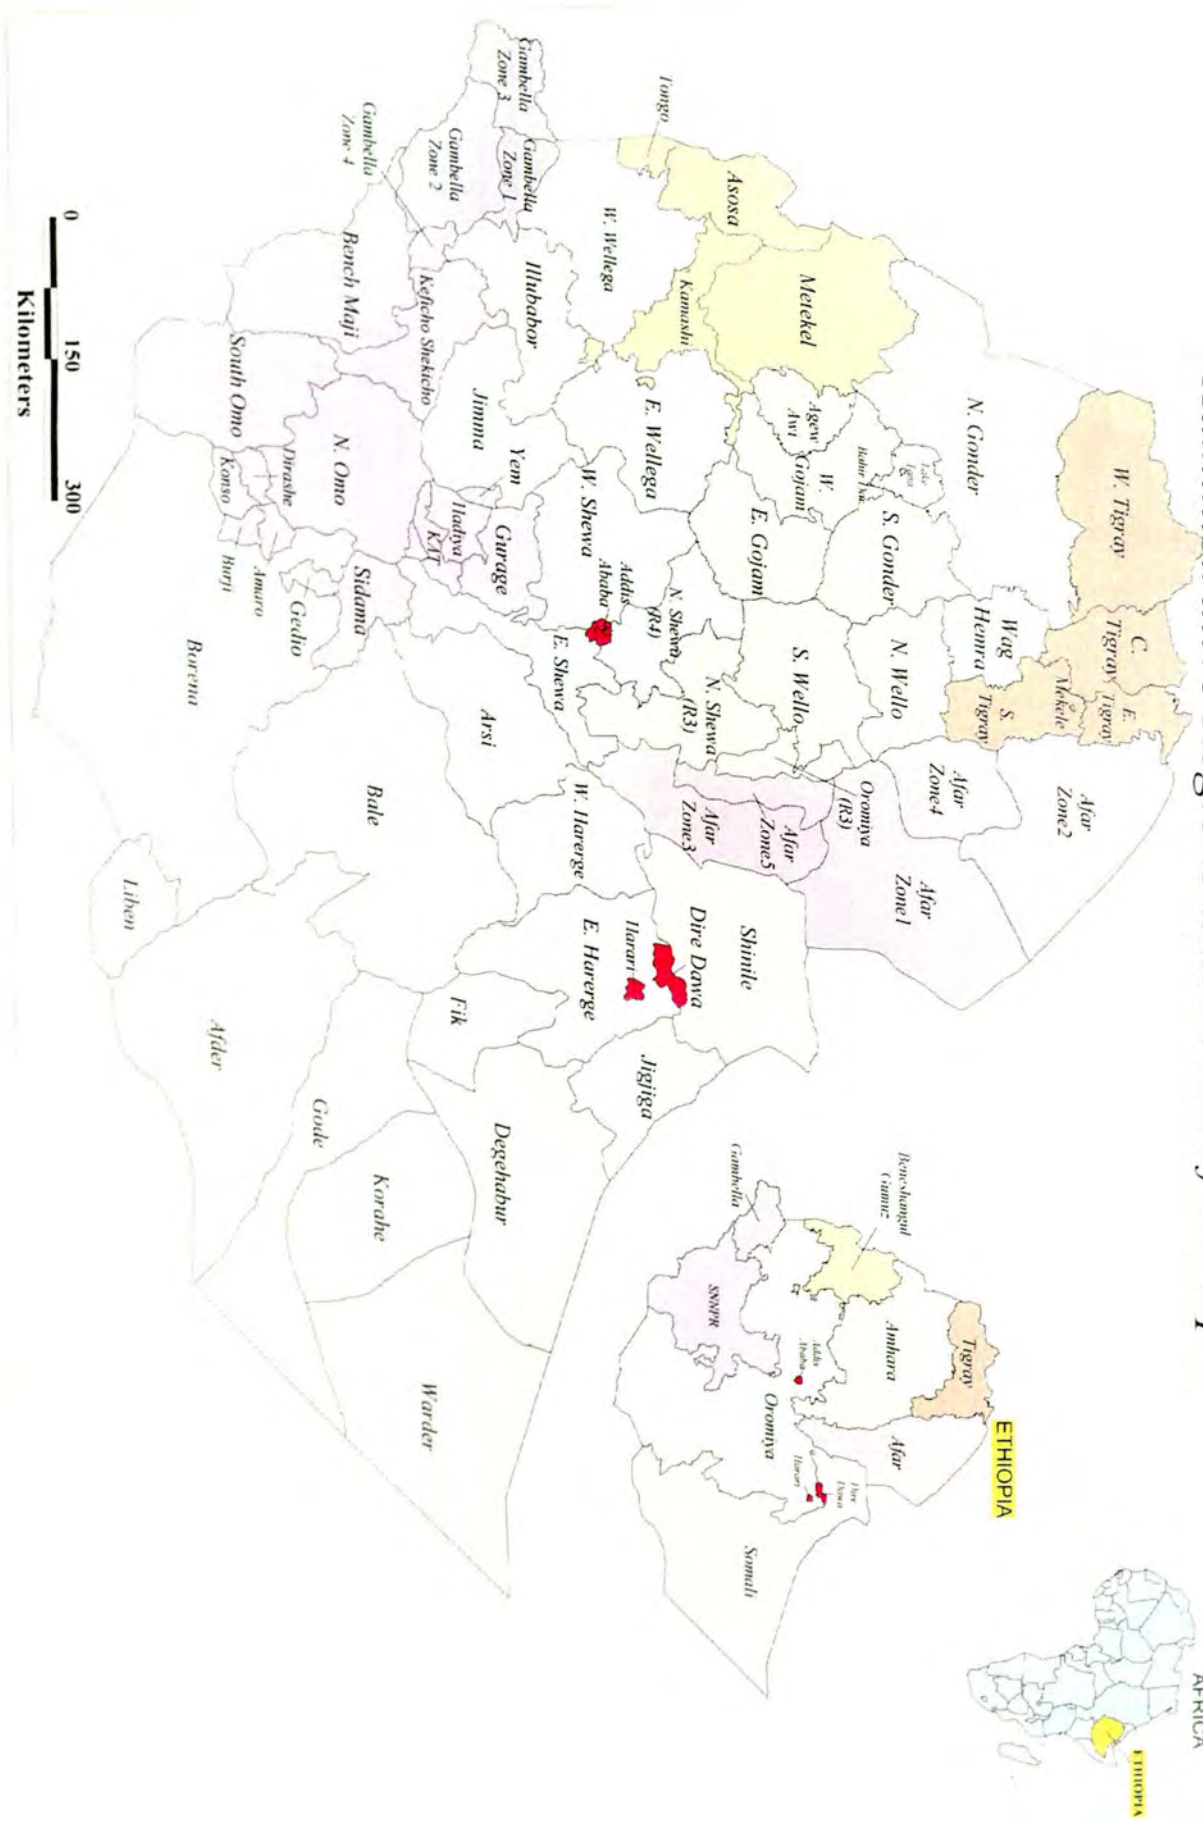 W. Tigray
C.
Tigray
E.
Tigray
Mekele
S.
Tigray
Afar
Zone2
N. Gonder
Wag
Hemra
Afar
Zone4
Afar
Zone1
Lake
Bahir Dar
S. Gonder
N. Wello
Oromiya
(R3)
Metekel
Agew
Awi
W.
Gojam
E. Gojam
S. Wello
Afar
Zone5
Afar
Zone3
Asosa
Tongo
Kamashi
W. Wellega
E. Wellega
N. Shewa
(R4)
N. Shewa
(R3)
Shinile
Dire Dawa
Harari
Addis
Ababa
W. Shewa
E. Shewa
W. Harerge
E. Harerge
Jigjiga
Gambella
Zone 3
Gambella
Zone 1
Gambella
Zone 2
Gambella
Zone 4
Illubabor
Jimma
Yem
Gurage
Hadiya
KAT
Arsi
Fik
Degehabur
Keficho Shekicho
Bench Maji
N. Omo
Sidama
Bale
South Omo
Dirashe
Konso
Amaro
Burji
Gedio
Borena
Liben
Afder
Gode
Korahe
Warder
0
150
300
Kilometers
ETHIOPIA
Tigray
Amhara
Afar
Beneshangul
Gumuz
Gambella
Addis
Ababa
Dire
Dawa
Harari
Oromiya
SNNPR
Somali
AFRICA
ETHIOPIA